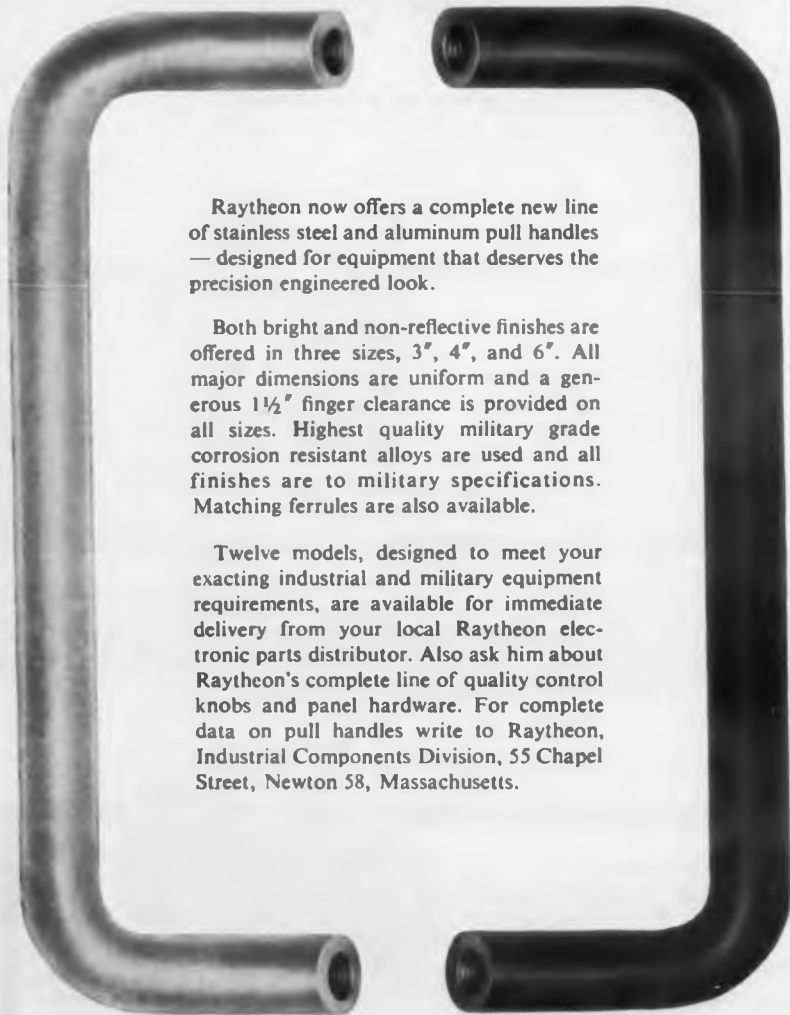 Raytheon now offers a complete new line
of stainless steel and aluminum pull handles
— designed for equipment that deserves the
precision engineered look.
Both bright and non-reflective finishes are
offered in three sizes, 3″, 4″, and 6″. All
major dimensions are uniform and a gen-
erous 1½″ finger clearance is provided on
all sizes. Highest quality military grade
corrosion resistant alloys are used and all
finishes are to military specifications.
Matching ferrules are also available.
Twelve models, designed to meet your
exacting industrial and military equipment
requirements, are available for immediate
delivery from your local Raytheon elec-
tronic parts distributor. Also ask him about
Raytheon's complete line of quality control
knobs and panel hardware. For complete
data on pull handles write to Raytheon,
Industrial Components Division, 55 Chapel
Street, Newton 58, Massachusetts.